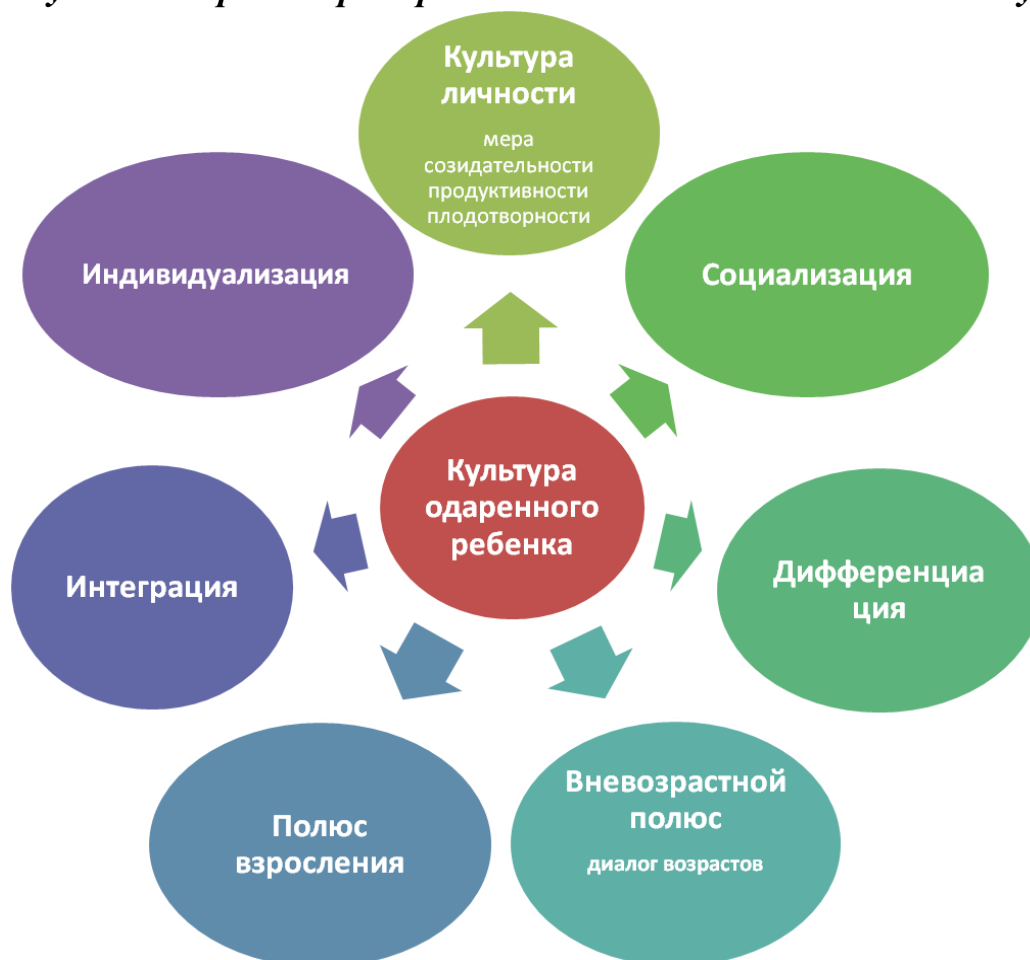 Культура
личности
мера
созидательности
продуктивности
плодотворности
Индивидуализация
Социализация
Культура
одаренного
ребенка
Интеграция
Дифференциа
ция
Полюс
взросления
Вневозрастной
полюс
диалог возрастов